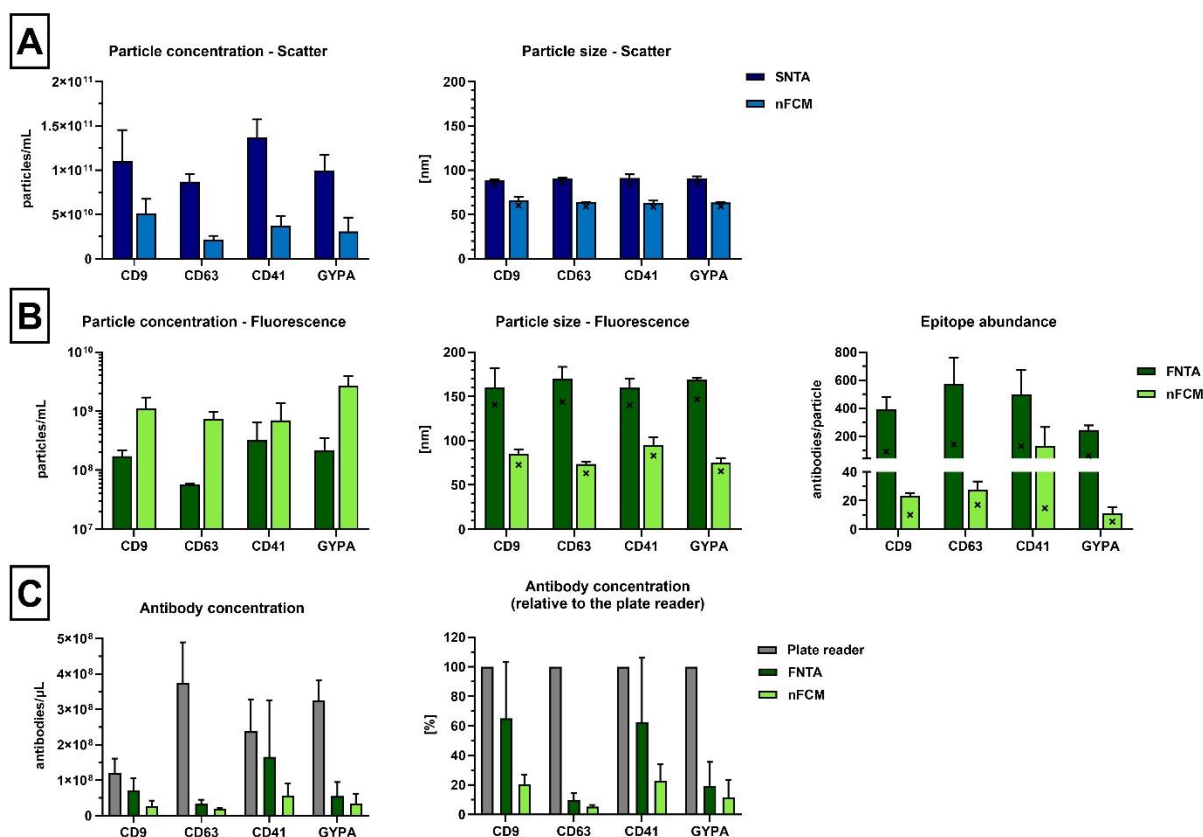 A
Particle concentration - Scatter
particles/mL
2×10¹¹
1.5×10¹¹
1×10¹¹
5×10¹⁰
0
CD9 CD63 CD41 GYPA
Particle size - Scatter
[nm]
200
150
100
50
0
CD9 CD63 CD41 GYPA
SNTA
nFCM
B
Particle concentration - Fluorescence
particles/mL
10¹⁰
10⁹
10⁸
10⁷
CD9 CD63 CD41 GYPA
Particle size - Fluorescence
[nm]
200
150
100
50
0
CD9 CD63 CD41 GYPA
Epitope abundance
antibodies/particle
800
600
400
200
40
20
0
CD9 CD63 CD41 GYPA
FNTA
nFCM
C
Antibody concentration
antibodies/µL
5×10⁸
4×10⁸
3×10⁸
2×10⁸
1×10⁸
0
CD9 CD63 CD41 GYPA
Antibody concentration
(relative to the plate reader)
[%]
120
100
80
60
40
20
0
CD9 CD63 CD41 GYPA
Plate reader
FNTA
nFCM